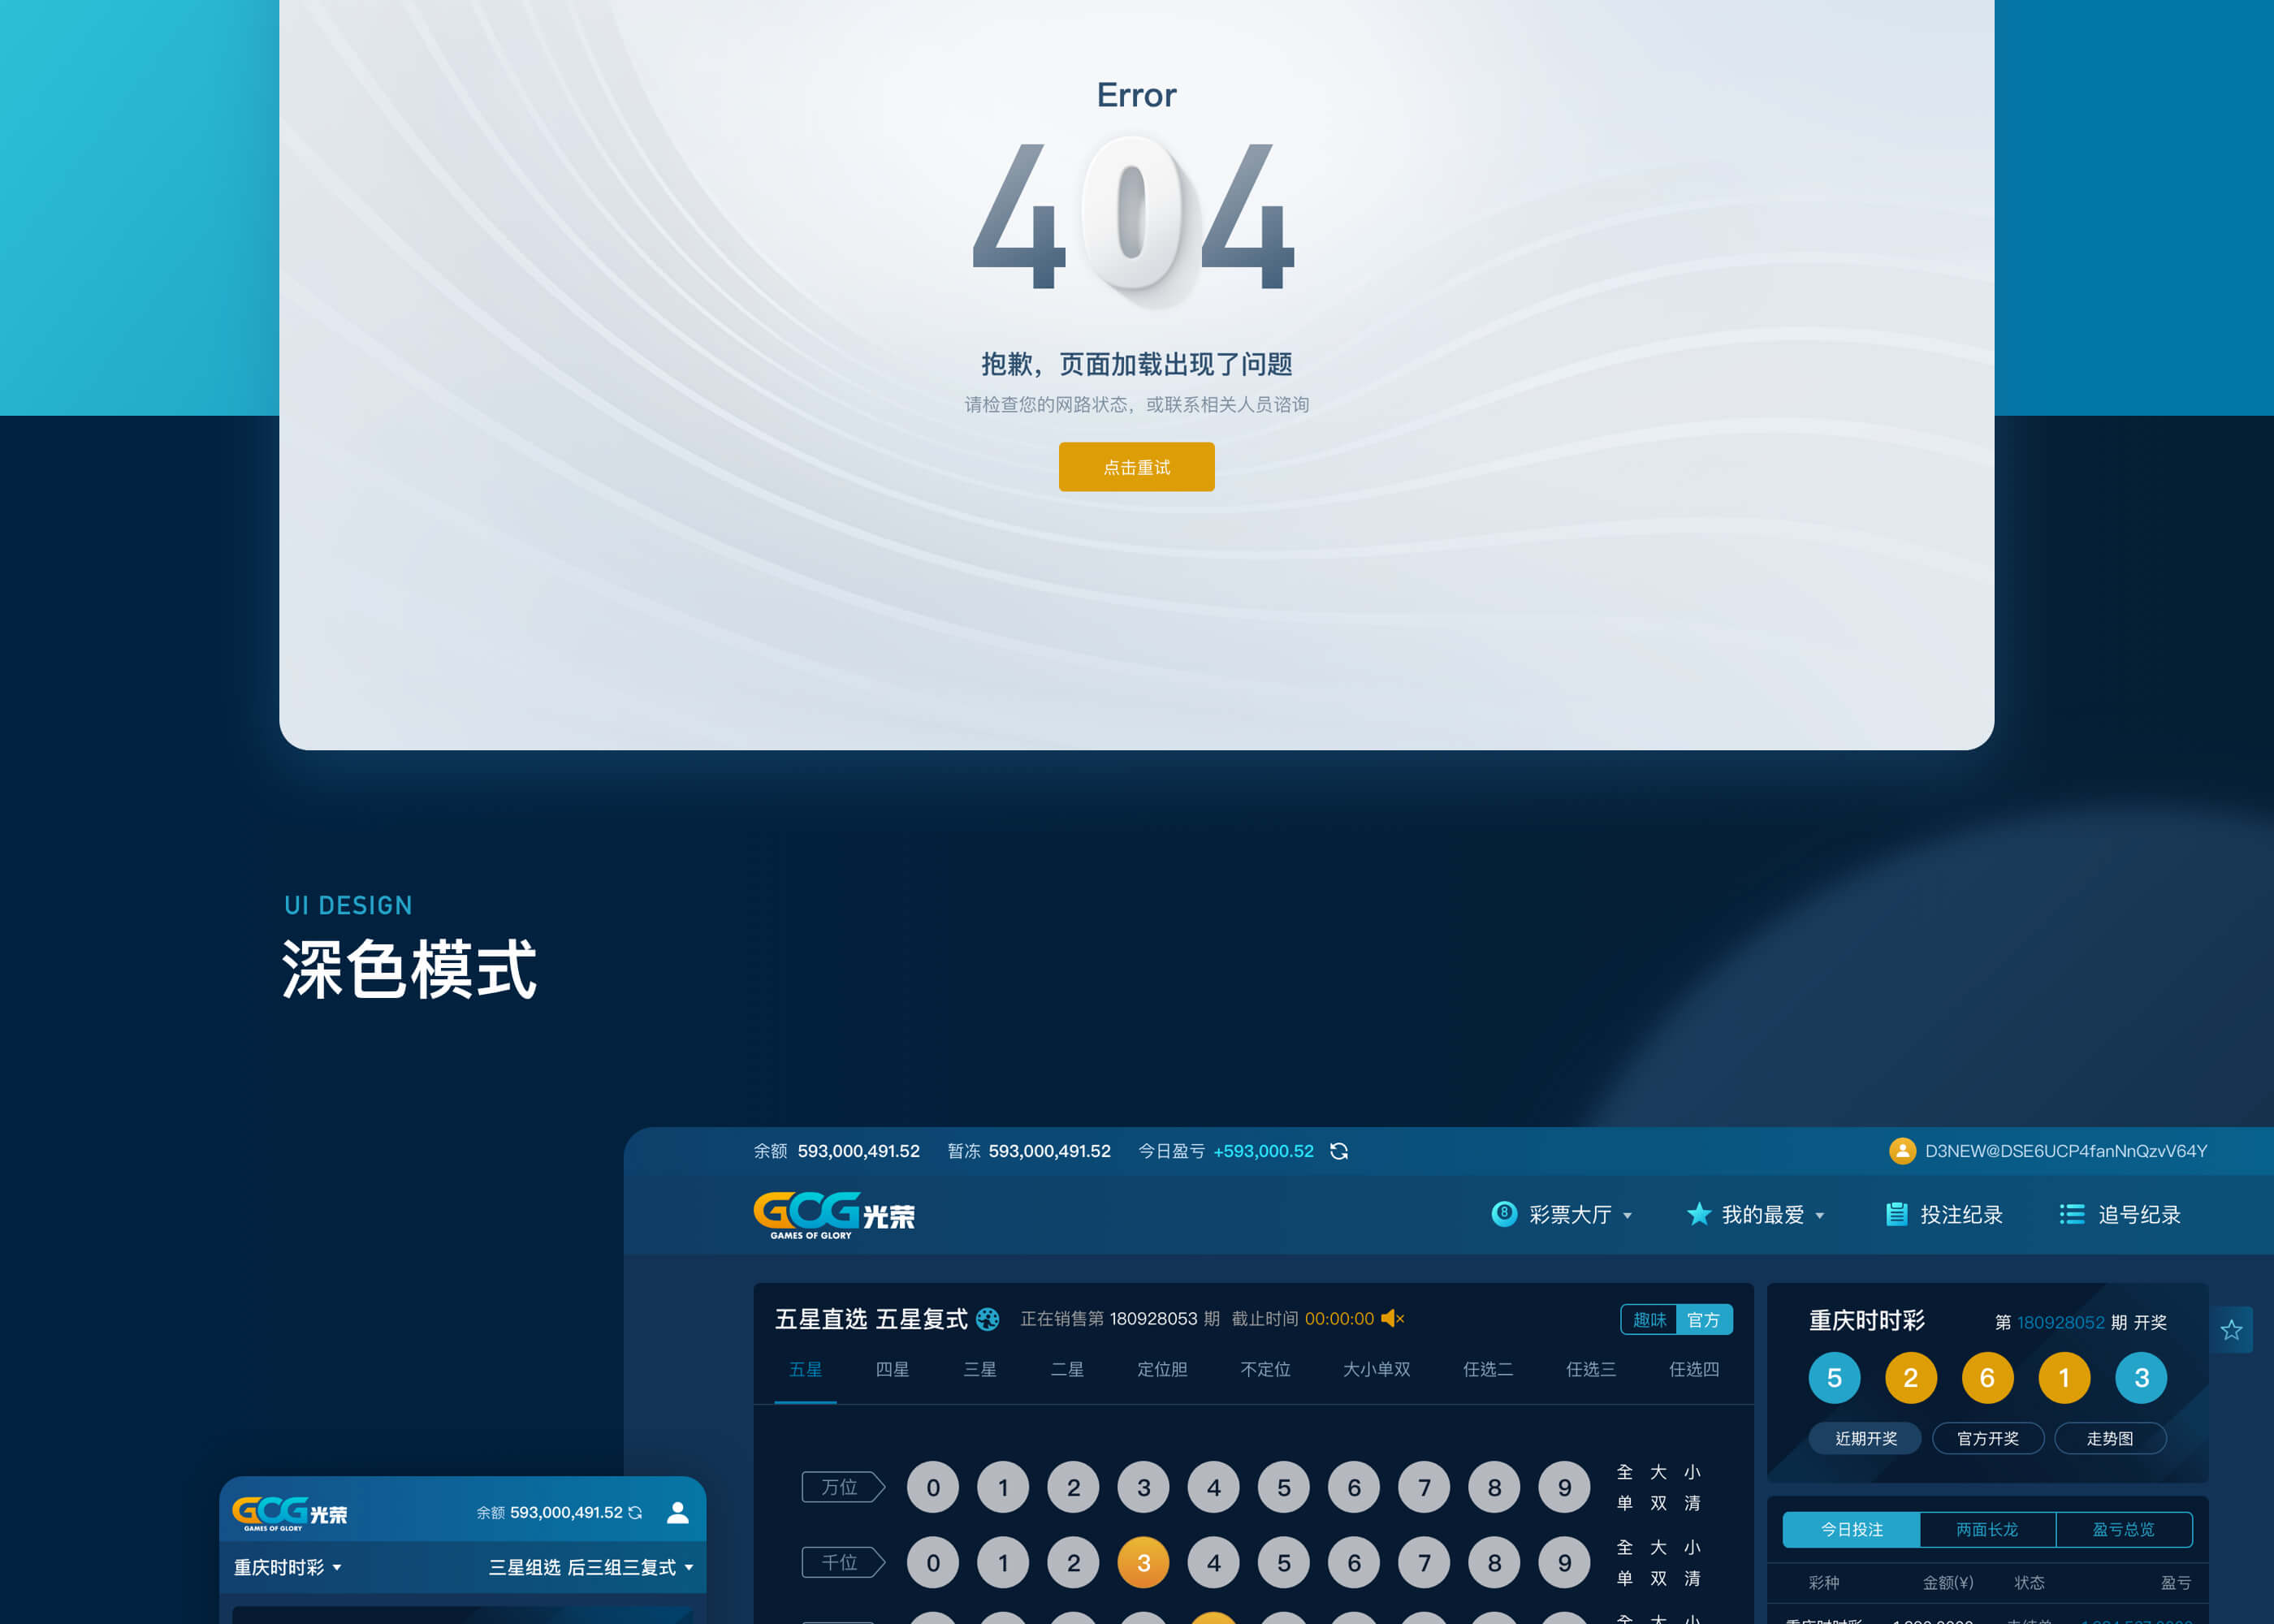 Error
404
抱歉，页面加载出现了问题
请检查您的网路状态，或联系相关人员谘询
点击重试
UI DESIGN
深色模式
余额 593,000,491.52 暂冻 593,000,491.52 今日盈亏 +593,000.52
D3NEW@DSE6UCP4fanNnQzvV64Y
GCG光荣
GAMES OF GLORY
8 彩票大厅 我的最爱 投注纪录 追号纪录
五星直选 五星复式 正在销售第 180928053 期 截止时间 00:00:00
趣味 官方
五星 四星 三星 二星 定位胆 不定位 大小单双 任选二 任选三 任选四
万位 0 1 2 3 4 5 6 7 8 9 全 大 小
单 双 清
千位 0 1 2 3 4 5 6 7 8 9 全 大 小
单 双 清
重庆时时彩 第 180928052 期 开奖
5 2 6 1 3
近期开奖 官方开奖 走势图
今日投注 两面长龙 盈亏总览
彩种 金额(¥) 状态 盈亏
GCG光荣
GAMES OF GLORY
余额 593,000,491.52
重庆时时彩 三星组选 后三组三复式